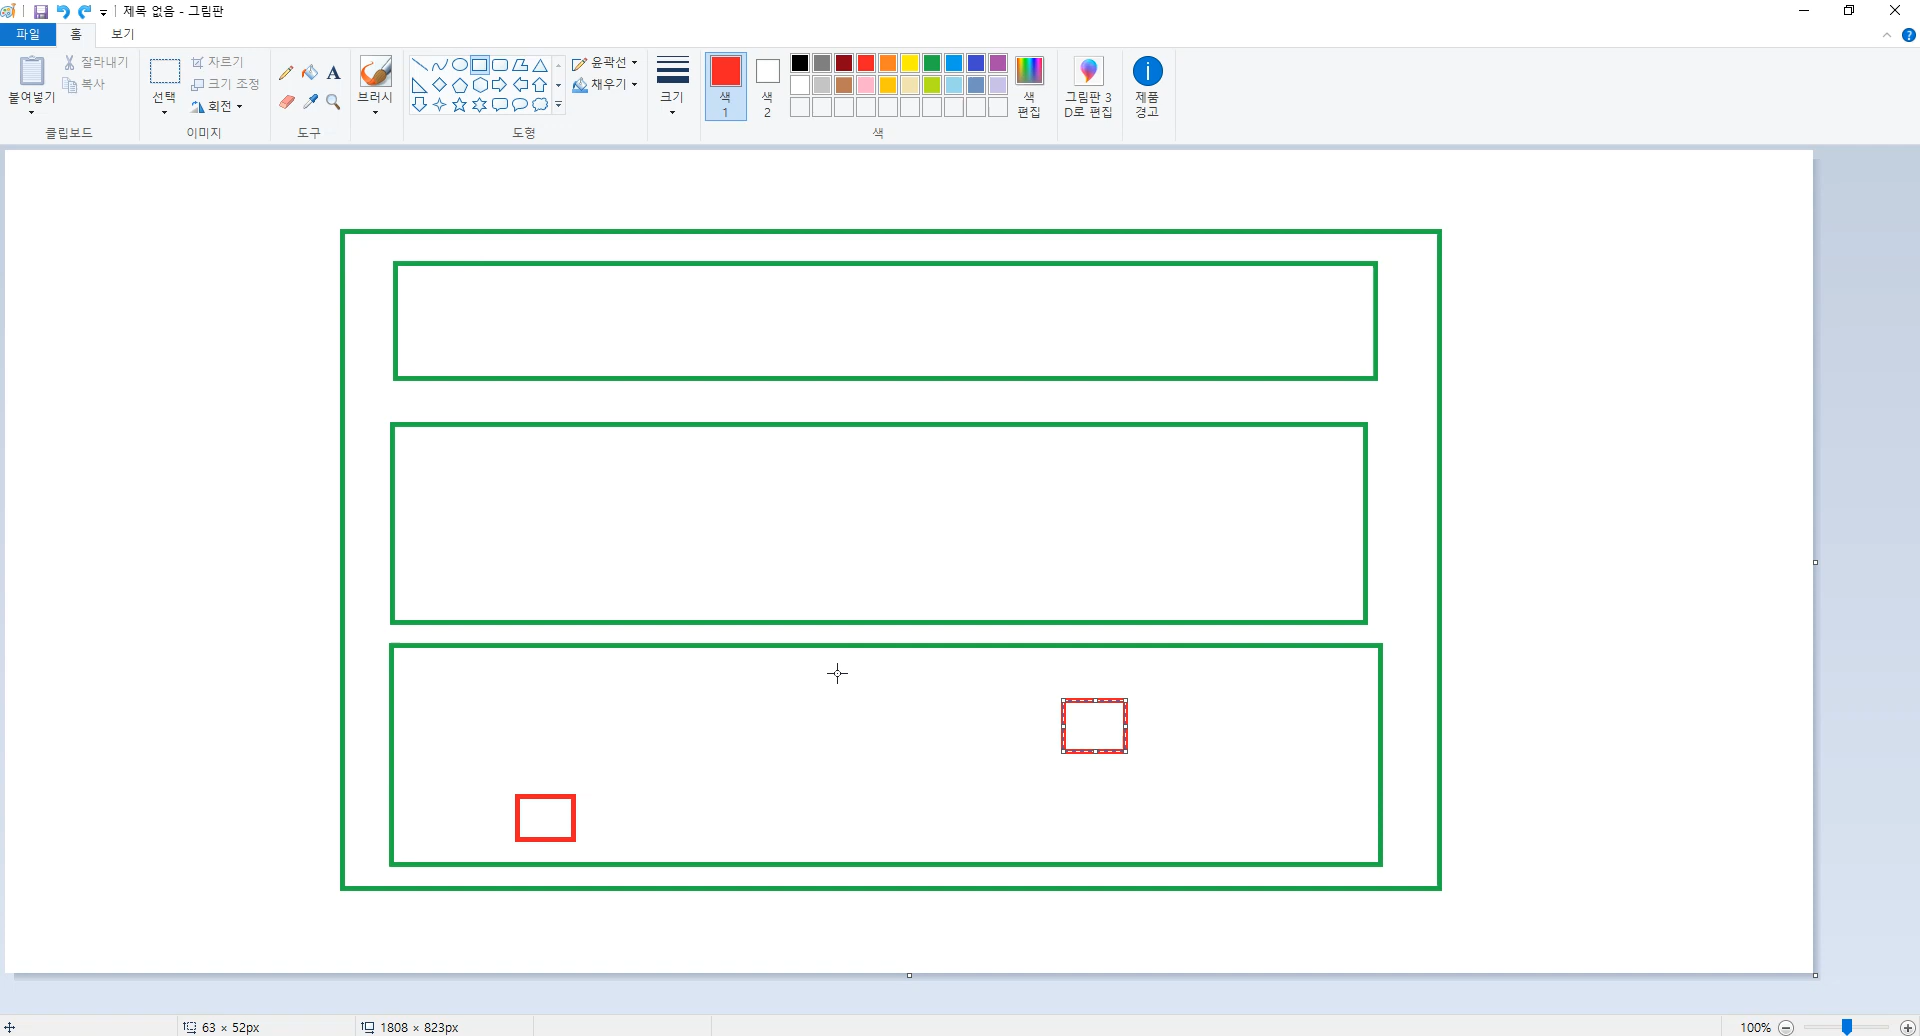 제목 없음 - 그림판
파일 홈 보기
붙여넣기
잘라내기
복사
클립보드
선택
자르기
크기 조정
회전
이미지
A
도구
브러시
윤곽선
채우기
도형
크기
색
1
색
2
색
편집
색
그림판 3
D로 편집
제품
경고
63 × 52px
1808 × 823px
100%